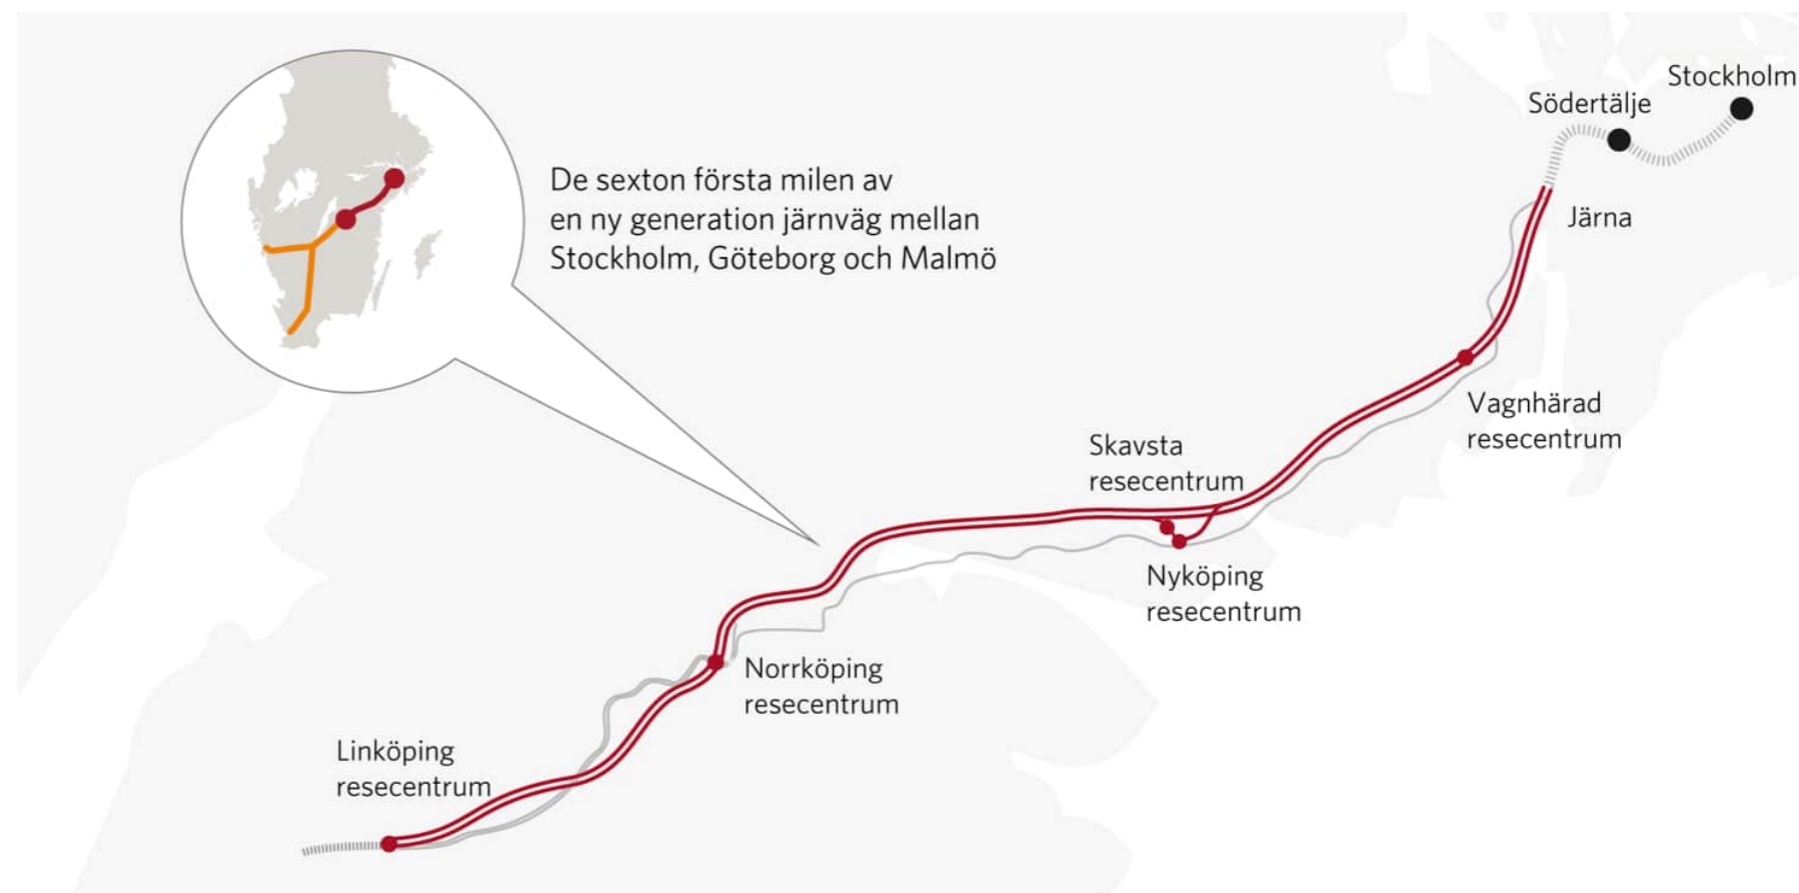 Stockholm
Södertälje
De sexton första milen av
en ny generation järnväg mellan
Stockholm, Göteborg och Malmö
Järna
Vagnhärad
resecentrum
Skavsta
resecentrum
Nyköping
resecentrum
Norrköping
resecentrum
Linköping
resecentrum